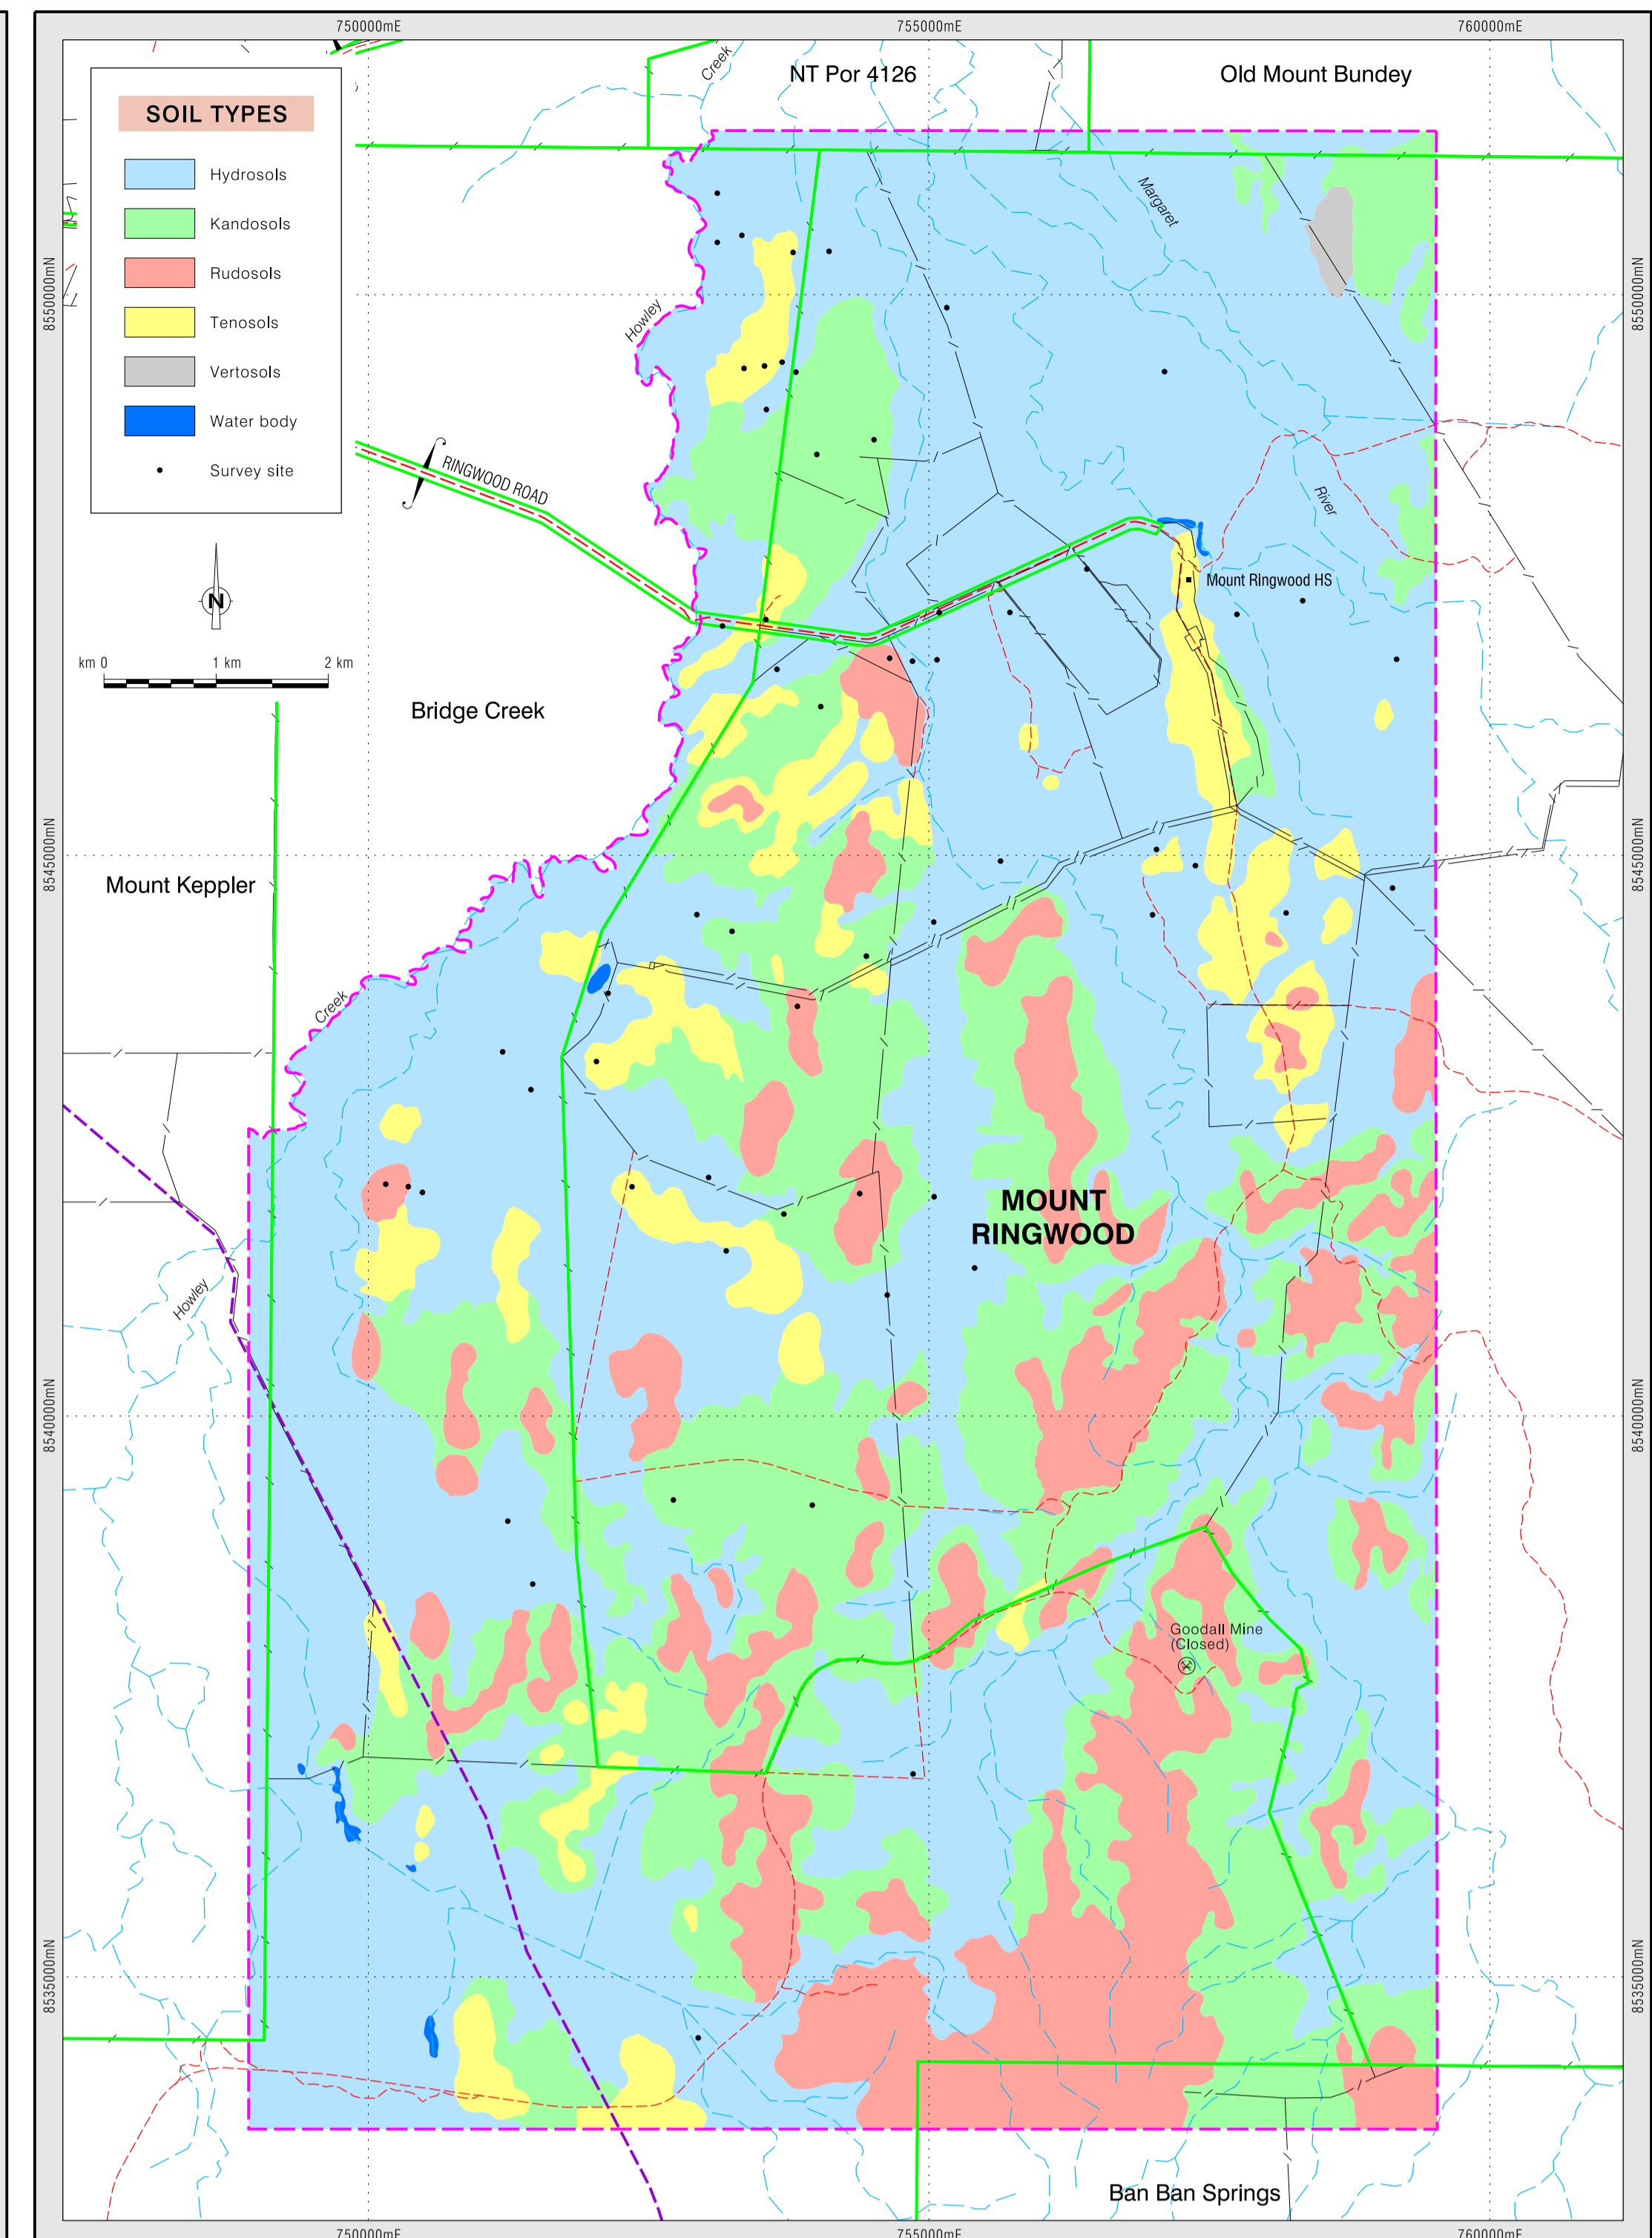 750000mE
755000mE
760000mE
Creek
NT Por 4126
Old Mount Bundey
SOIL TYPES
Hydrosols
Kandosols
Rudosols
Tenosols
Vertosols
Water body
Survey site
Margaret
8550000mN
8550000mN
Howley
RINGWOOD ROAD
River
N
Mount Ringwood HS
km 0
1 km
2 km
Bridge Creek
8545000mN
8545000mN
Mount Keppler
Creek
MOUNT
RINGWOOD
Howley
8540000mN
8540000mN
Goodall Mine
(Closed)
8535000mN
8535000mN
Ban Ban Springs
750000mE
755000mE
760000mE